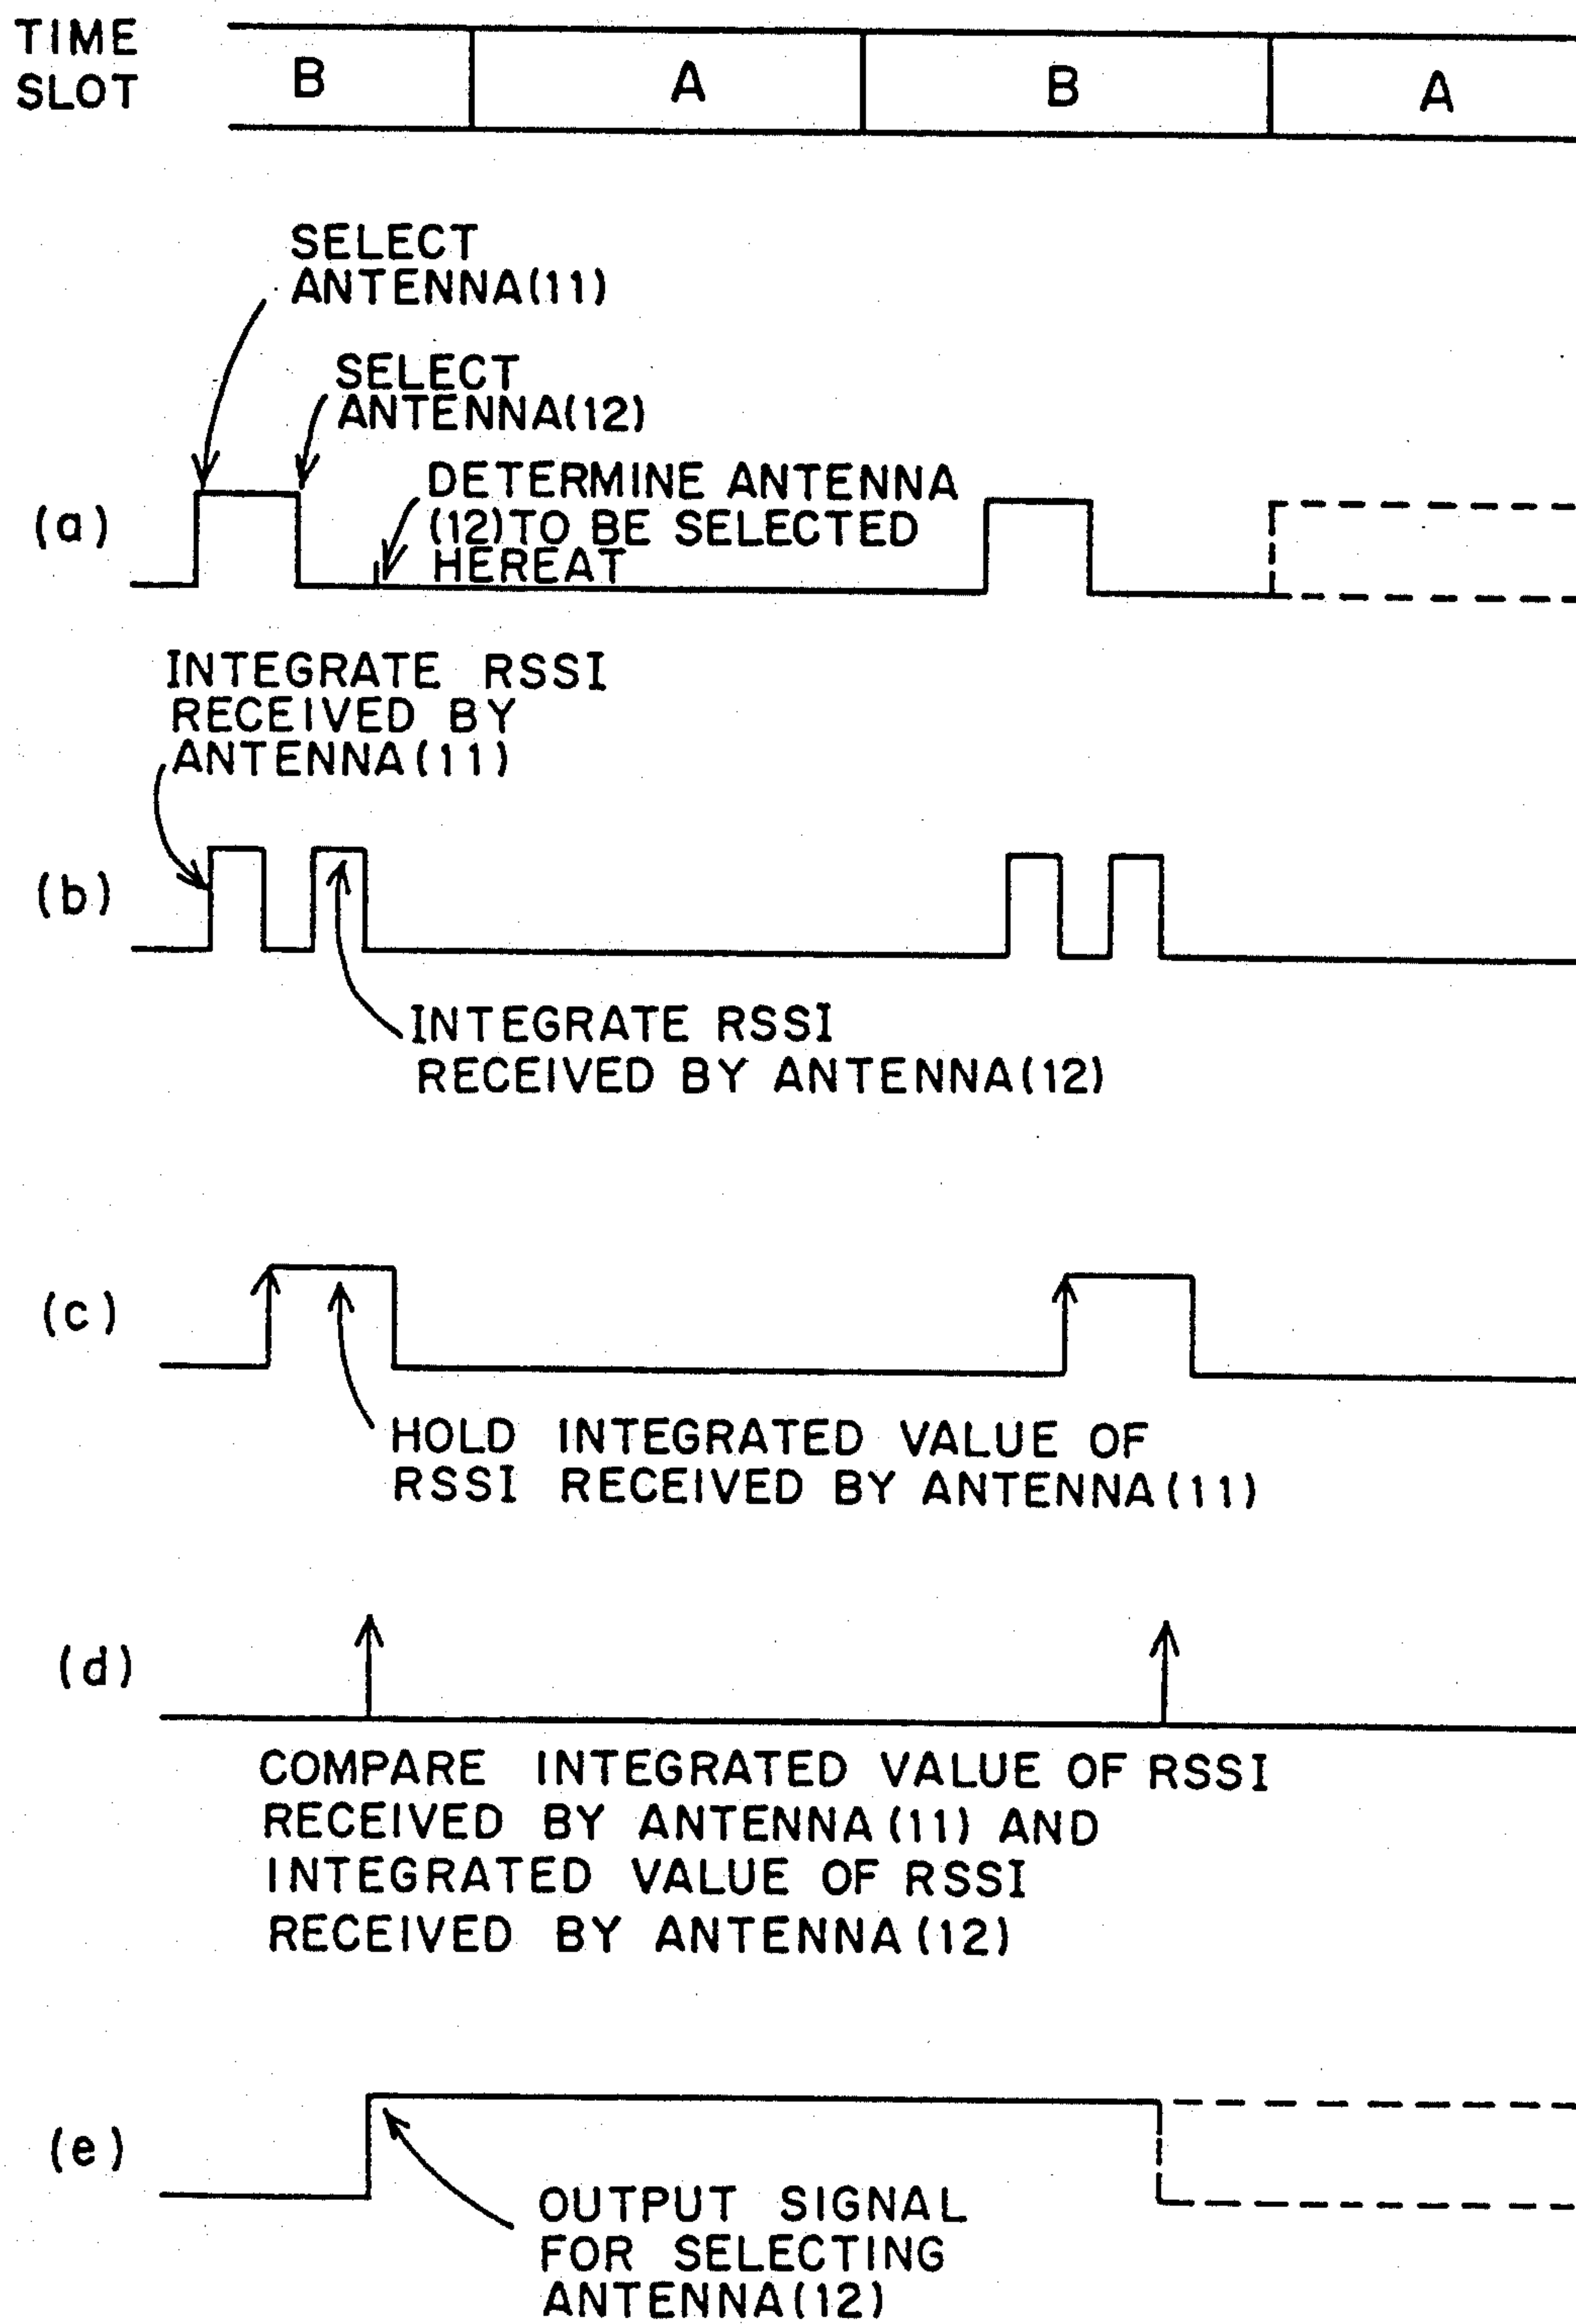 TIME
SLOT
B A B A
SELECT
ANTENNA(11)
SELECT
ANTENNA(12)
(a)
DETERMINE ANTENNA
(12)TO BE SELECTED
HEREAT
INTEGRATE RSSI
RECEIVED BY
ANTENNA(11)
(b)
INTEGRATE RSSI
RECEIVED BY ANTENNA(12)
(c)
HOLD INTEGRATED VALUE OF
RSSI RECEIVED BY ANTENNA(11)
(d)
COMPARE INTEGRATED VALUE OF RSSI
RECEIVED BY ANTENNA(11) AND
INTEGRATED VALUE OF RSSI
RECEIVED BY ANTENNA(12)
(e)
OUTPUT SIGNAL
FOR SELECTING
ANTENNA(12)